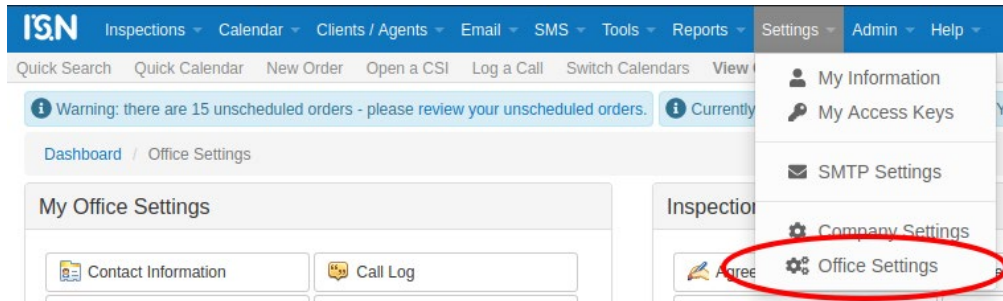 ISN Inspections Calendar Clients / Agents Email SMS Tools Reports Settings Admin Help
Quick Search Quick Calendar New Order Open a CSI Log a Call Switch Calendars View
My Information
Warning: there are 15 unscheduled orders - please review your unscheduled orders. Currently
My Access Keys
Dashboard / Office Settings
SMTP Settings
My Office Settings
Company Settings
Contact Information Call Log
Office Settings